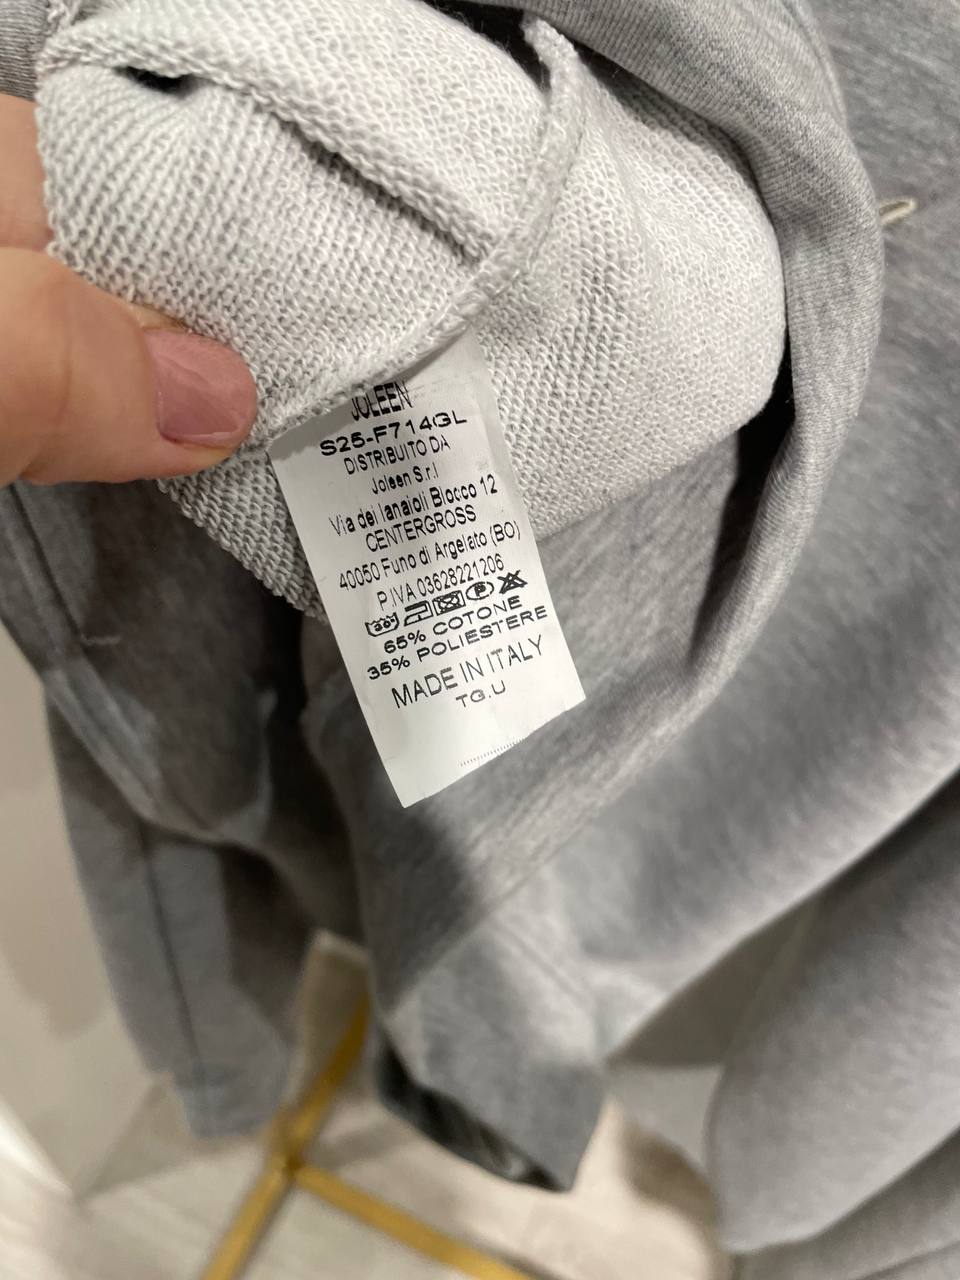 JOLEEN
S25-F714GL
DISTRIBUITO DA
Joleen S.r.l
Via dei lanaioli Blocco 12
CENTERGROSS
40050 Funo di Argelato (BO)
P.IVA 03628221206
30°
65% COTONE
35% POLIESTERE
MADE IN ITALY
TG.U